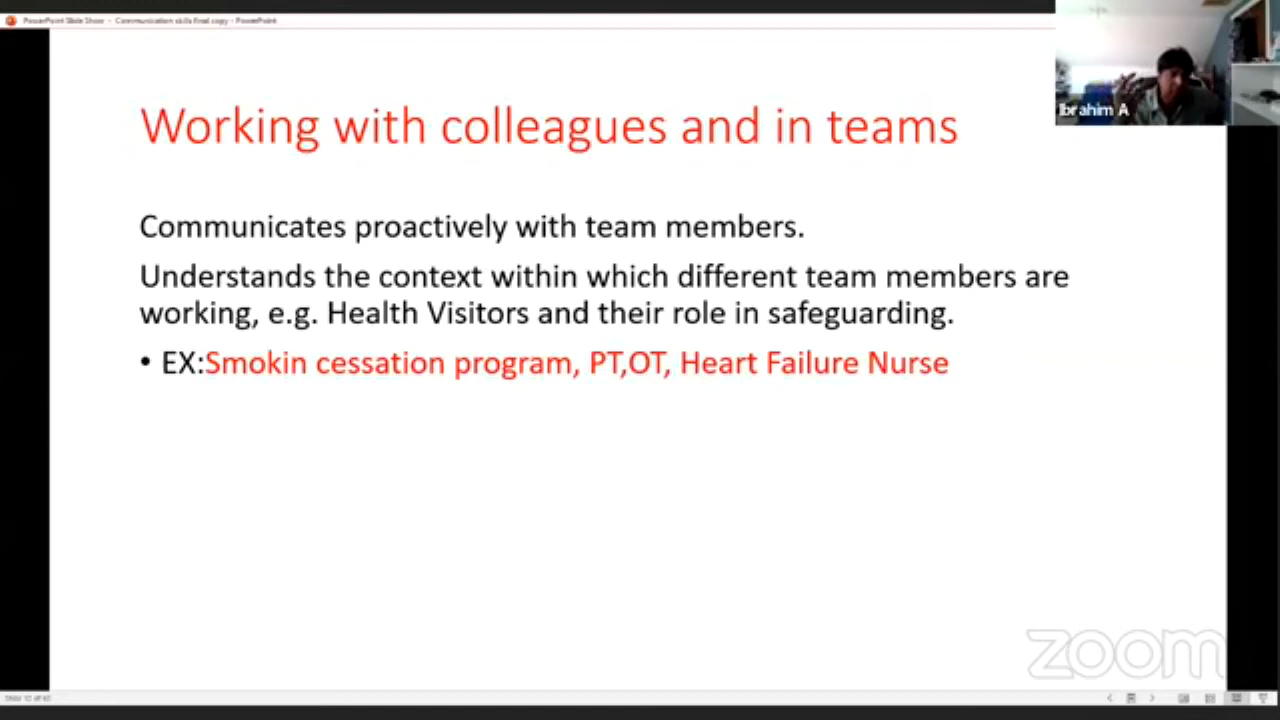 PowerPoint Slide Show - Communication skills final copy - PowerPoint
Ibrahim A
Working with colleagues and in teams
Communicates proactively with team members.
Understands the context within which different team members are
working, e.g. Health Visitors and their role in safeguarding.
• EX:Smokin cessation program, PT,OT, Heart Failure Nurse
zoom